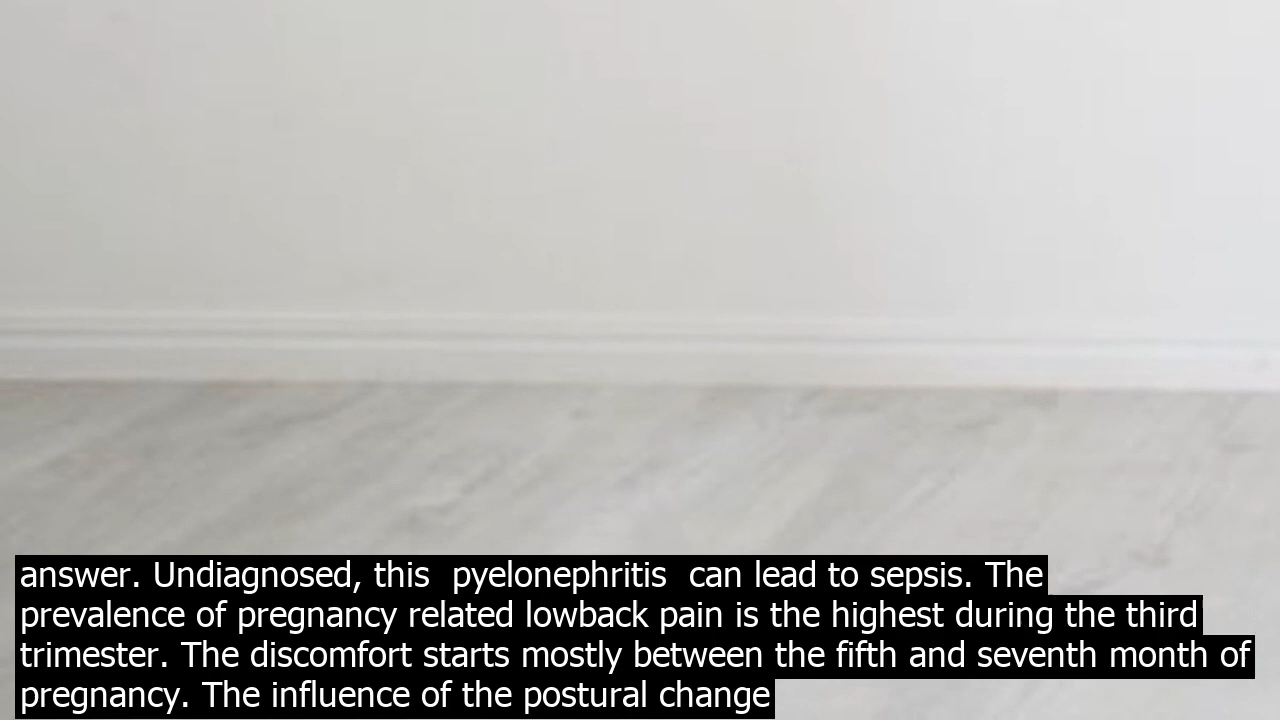 answer. Undiagnosed, this  pyelonephritis  can lead to sepsis. The
prevalence of pregnancy related lowback pain is the highest during the third
trimester. The discomfort starts mostly between the fifth and seventh month of
pregnancy. The influence of the postural change